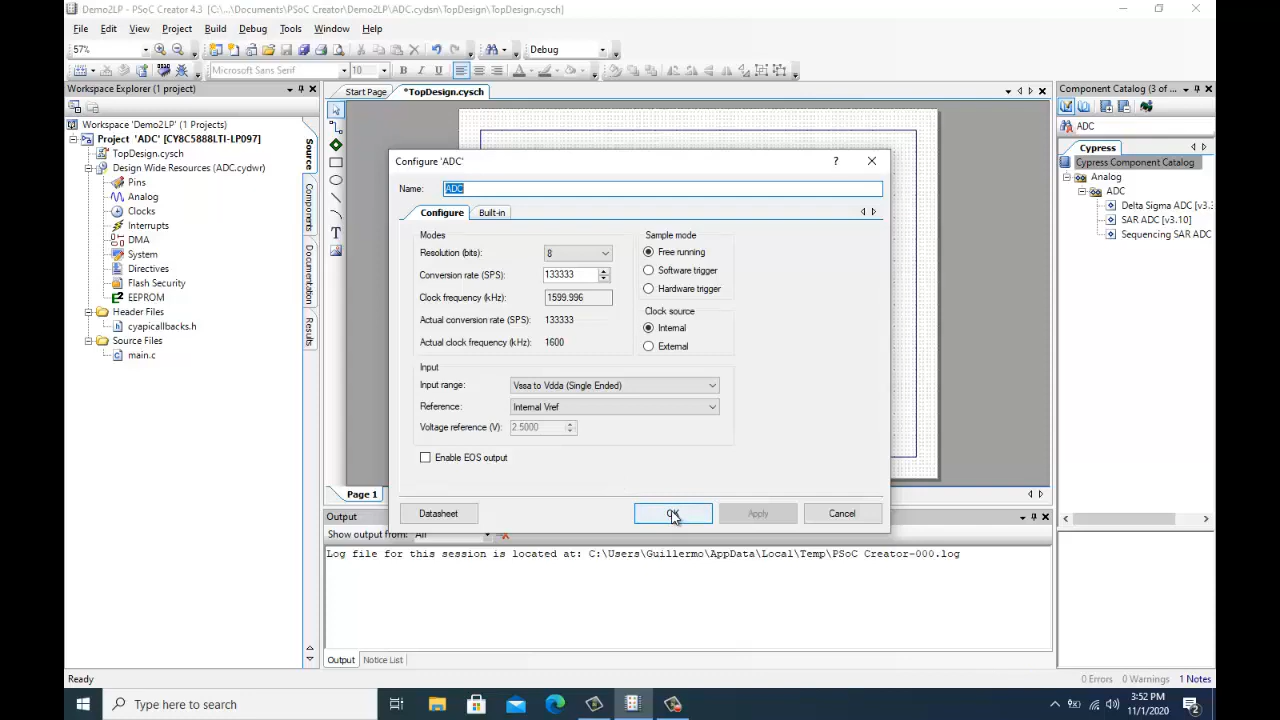 Demo2LP - PSoC Creator 4.3 [C:\...\Documents\PSoC Creator\Demo2LP\ADC.cydsn\TopDesign\TopDesign.cysch]
File Edit View Project Build Debug Tools Window Help
57% Debug
Microsoft Sans Serif 10 B I U
Workspace Explorer (1 project)
Start Page *TopDesign.cysch
Component Catalog (3 of ...
ADC
Workspace 'Demo2LP' (1 Projects)
Project 'ADC' [CY8C5888LTI-LP097]
TopDesign.cysch
Design Wide Resources (ADC.cydwr)
Pins
Analog
Clocks
Interrupts
DMA
System
Directives
Flash Security
EEPROM
Header Files
cyapicallbacks.h
Source Files
main.c
Source
Components
Documentation
Results
Configure 'ADC'
Name: ADC
Configure Built-in
Modes
Resolution (bits): 8
Conversion rate (SPS): 133333
Clock frequency (kHz): 1599.996
Actual conversion rate (SPS): 133333
Actual clock frequency (kHz): 1600
Sample mode
Free running
Software trigger
Hardware trigger
Clock source
Internal
External
Input
Input range: Vssa to Vdda (Single Ended)
Reference: Internal Vref
Voltage reference (V): 2.5000
Enable EOS output
Datasheet OK Apply Cancel
Cypress
Cypress Component Catalog
Analog
ADC
Delta Sigma ADC [v3.
SAR ADC [v3.10]
Sequencing SAR ADC
Page 1
Output
Show output from: All
Log file for this session is located at: C:\Users\Guillermo\AppData\Local\Temp\PSoC Creator-000.log
Output Notice List
Ready
0 Errors 0 Warnings 1 Notes
Type here to search
3:52 PM
11/1/2020
2